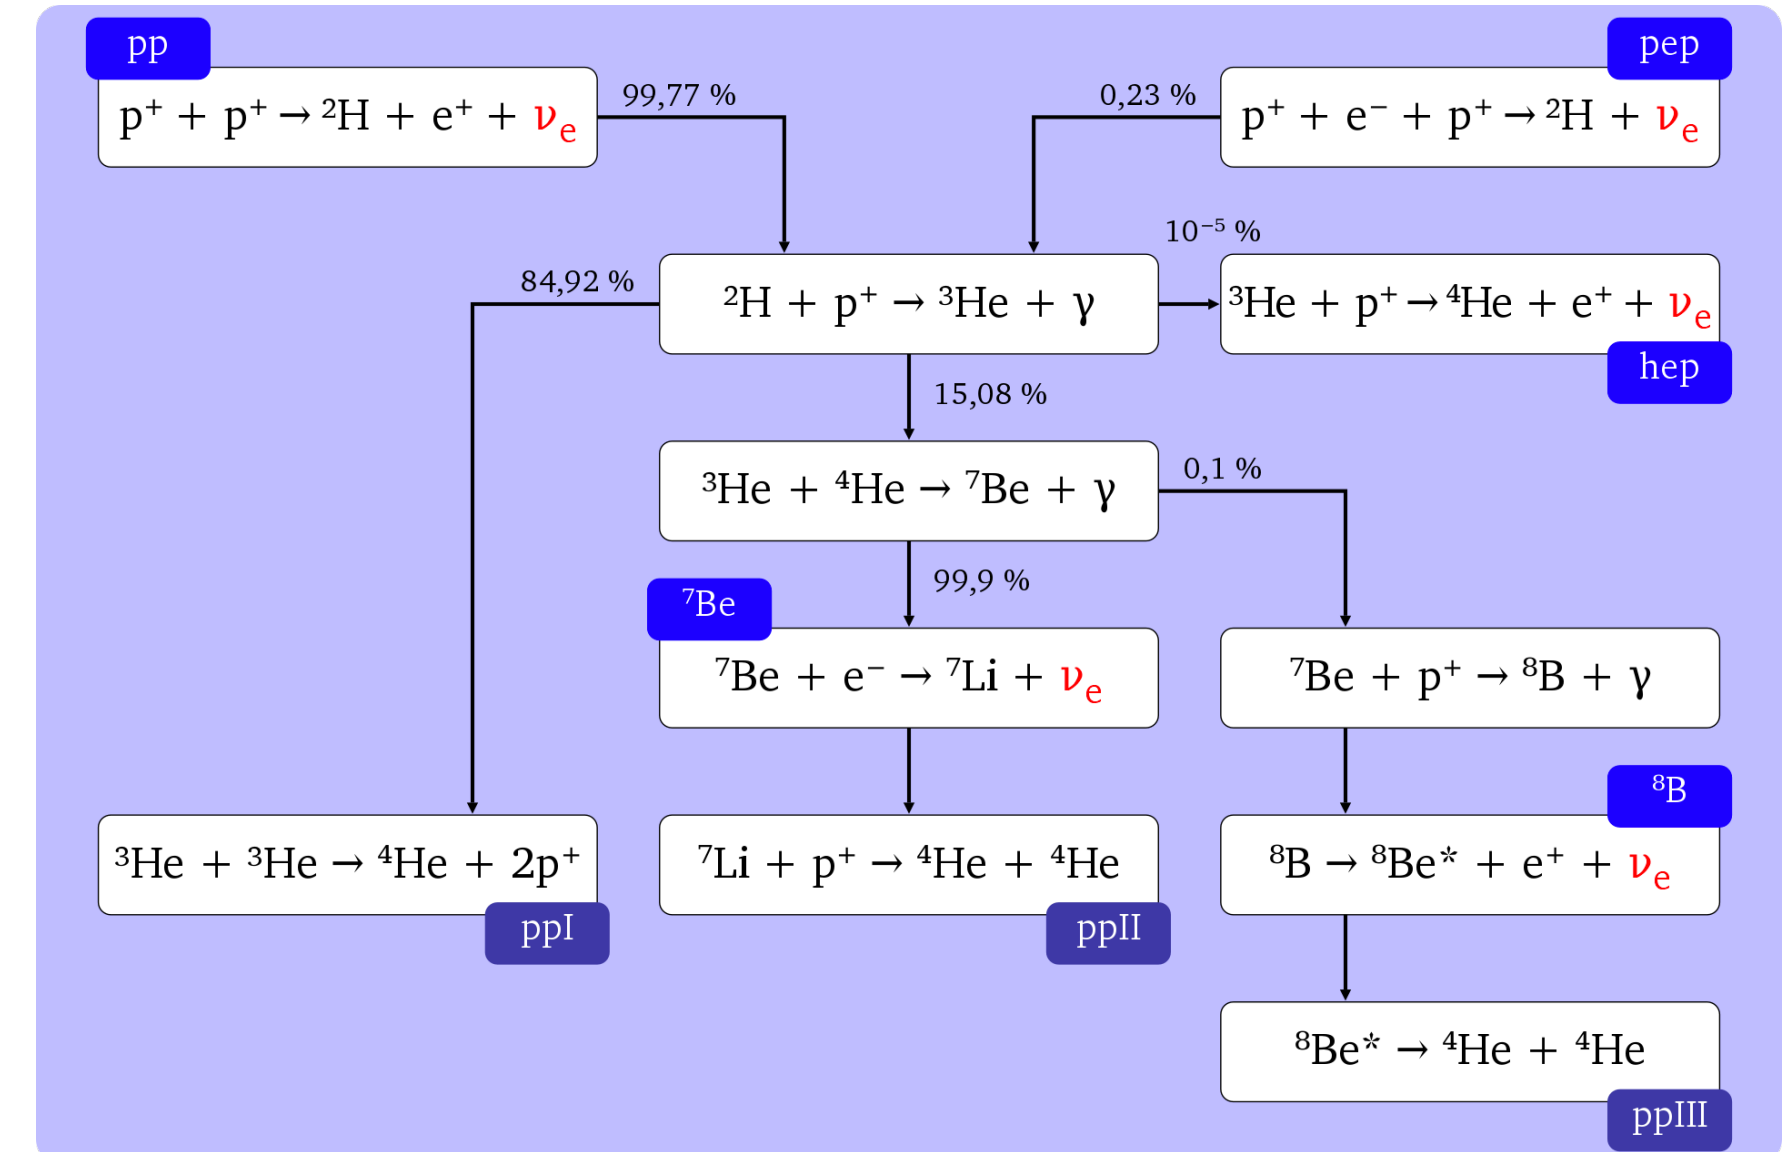 pp
pep
p⁺ + p⁺ → ²H + e⁺ + νₑ
99,77 %
0,23 %
p⁺ + e⁻ + p⁺ → ²H + νₑ
10⁻⁵ %
84,92 %
²H + p⁺ → ³He + γ
³He + p⁺ → ⁴He + e⁺ + νₑ
hep
15,08 %
³He + ⁴He → ⁷Be + γ
0,1 %
99,9 %
⁷Be
⁷Be + e⁻ → ⁷Li + νₑ
⁷Be + p⁺ → ⁸B + γ
⁸B
³He + ³He → ⁴He + 2p⁺
⁷Li + p⁺ → ⁴He + ⁴He
⁸B → ⁸Be* + e⁺ + νₑ
ppI
ppII
⁸Be* → ⁴He + ⁴He
ppIII